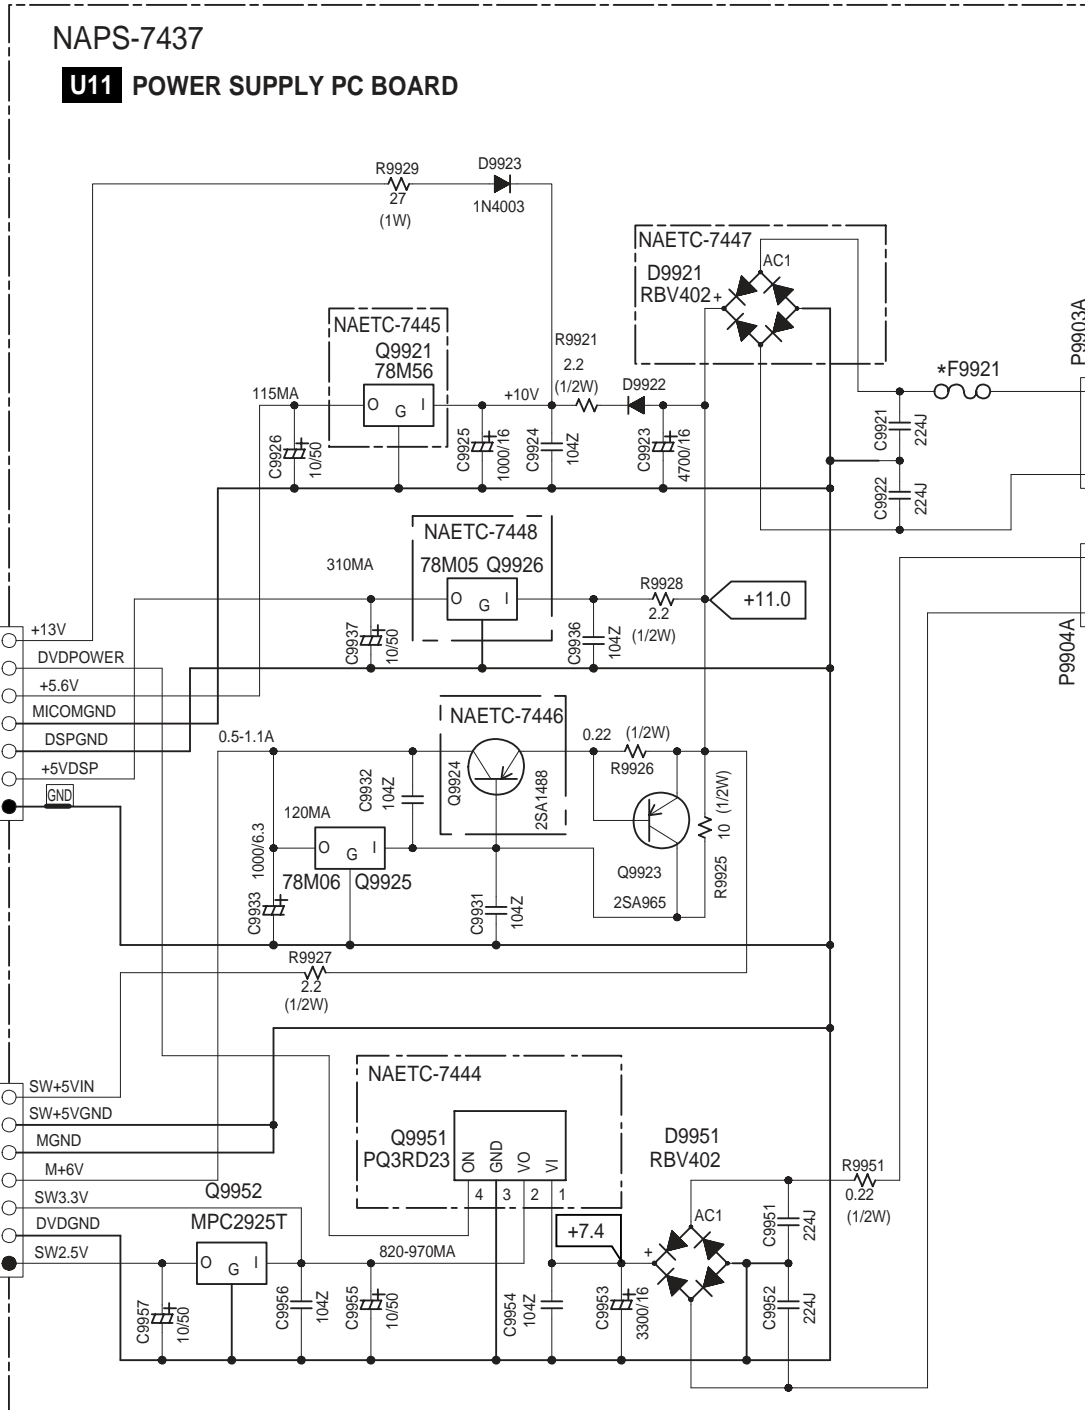 NAPS-7437
U11 POWER SUPPLY PC BOARD
R9929
27
(1W)
D9923
1N4003
NAETC-7447
D9921
RBV402
+
AC1
NAETC-7445
Q9921
78M56
O G I
115MA
C9926
10/50
C9925
1000/16
+10V
C9924
104Z
R9921
2.2
(1/2W)
D9922
C9923
4700/16
*F9921
C9921
224J
C9922
224J
P9903A
NAETC-7448
78M05 Q9926
O G I
310MA
C9937
10/50
C9936
104Z
R9928
2.2
(1/2W)
+11.0
P9904A
+13V
DVDPOWER
+5.6V
MICOMGND
DSPGND
+5VDSP
GND
NAETC-7446
Q9924
2SA1488
0.5-1.1A
C9932
104Z
0.22
(1/2W)
R9926
120MA
1000/6.3
C9933
O G I
78M06 Q9925
C9931
104Z
Q9923
2SA965
10 (1/2W)
R9925
R9927
2.2
(1/2W)
NAETC-7444
Q9951
PQ3RD23
ON
GND
VO
VI
4 3 2 1
SW+5VIN
SW+5VGND
MGND
M+6V
SW3.3V
DVDGND
SW2.5V
Q9952
MPC2925T
O G I
820-970MA
+7.4
D9951
RBV402
+
AC1
R9951
0.22
(1/2W)
C9951
224J
C9952
224J
C9957
10/50
C9956
104Z
C9955
10/50
C9954
104Z
C9953
3300/16